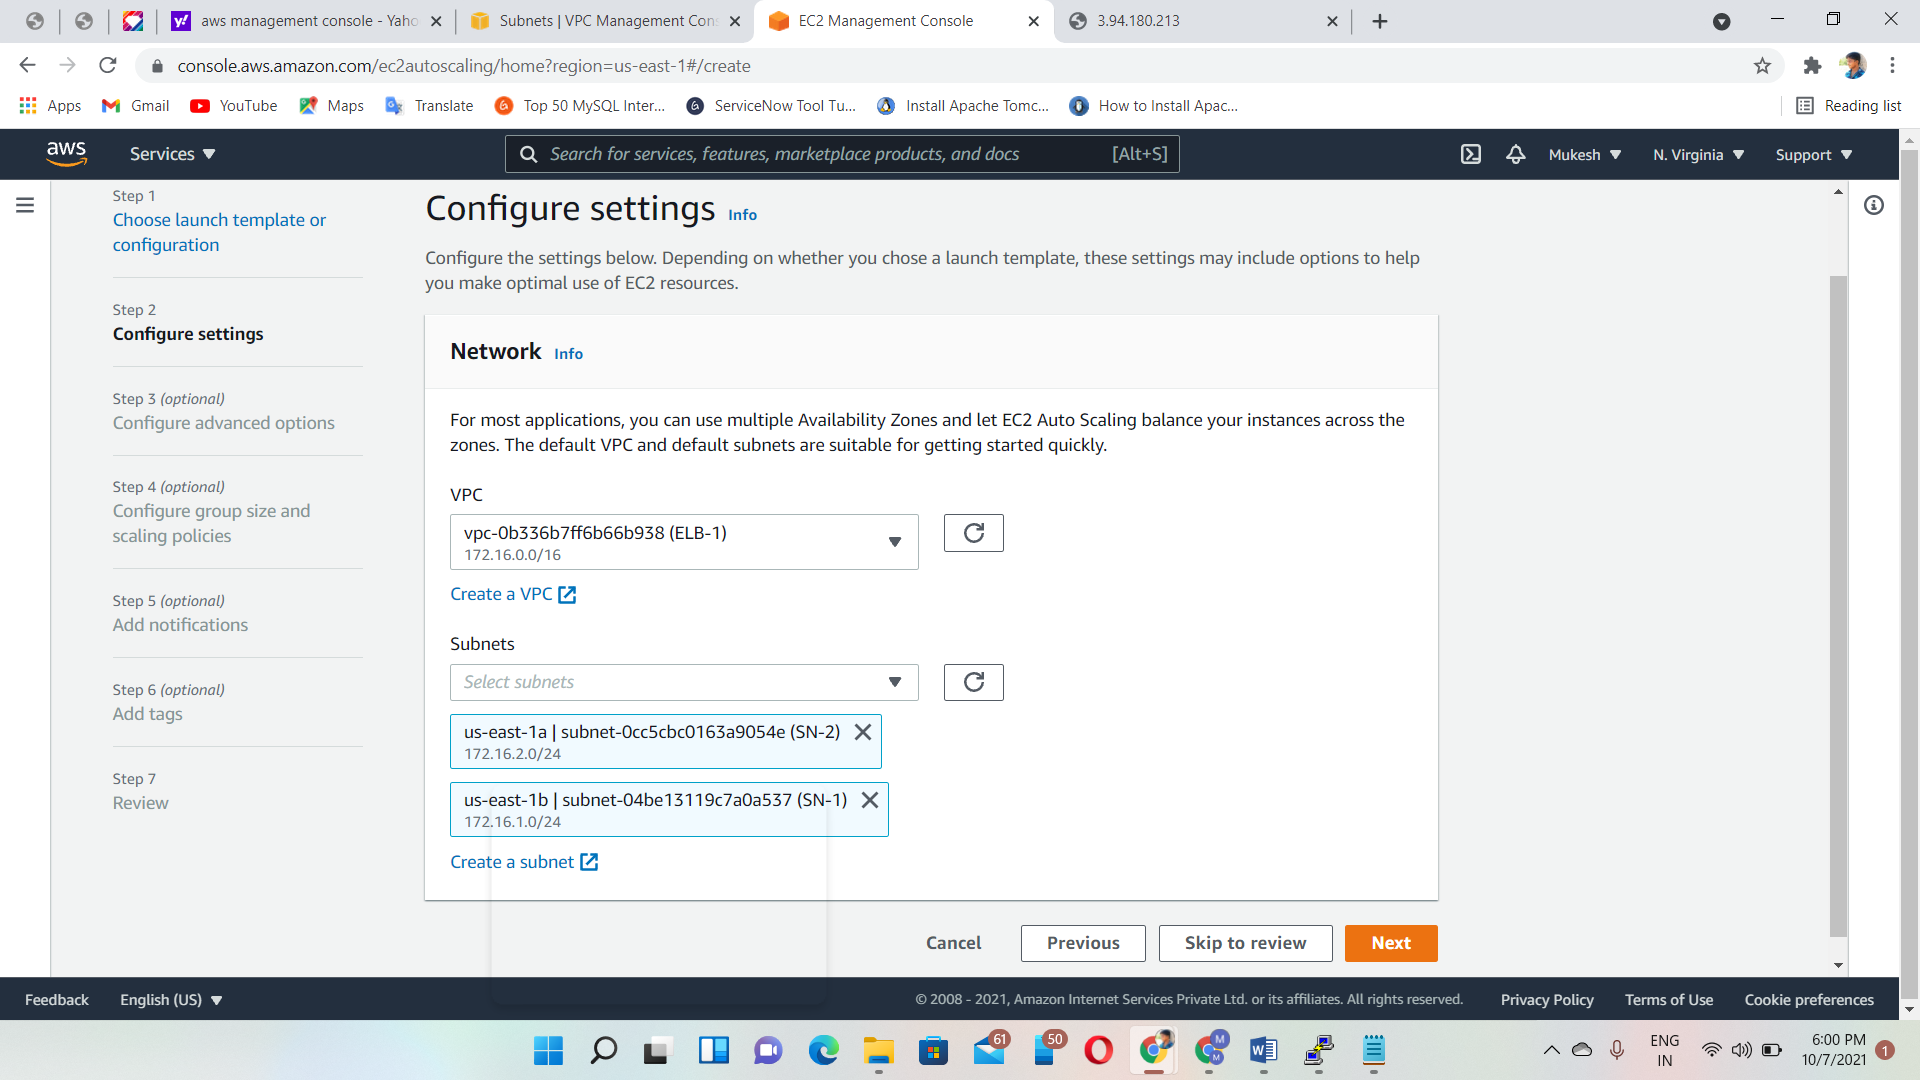 aws management console - Yaho
Subnets | VPC Management Con
EC2 Management Console
3.94.180.213
console.aws.amazon.com/ec2autoscaling/home?region=us-east-1#/create
Apps
Gmail
YouTube
Maps
Translate
Top 50 MySQL Inter...
ServiceNow Tool Tu...
Install Apache Tomc...
How to Install Apac...
Reading list
aws
Services
Search for services, features, marketplace products, and docs
[Alt+S]
Mukesh
N. Virginia
Support
Step 1
Choose launch template or
configuration
Step 2
Configure settings
Step 3 (optional)
Configure advanced options
Step 4 (optional)
Configure group size and
scaling policies
Step 5 (optional)
Add notifications
Step 6 (optional)
Add tags
Step 7
Review
Configure settings Info
Configure the settings below. Depending on whether you chose a launch template, these settings may include options to help
you make optimal use of EC2 resources.
Network Info
For most applications, you can use multiple Availability Zones and let EC2 Auto Scaling balance your instances across the
zones. The default VPC and default subnets are suitable for getting started quickly.
VPC
vpc-0b336b7ff6b66b938 (ELB-1)
172.16.0.0/16
Create a VPC
Subnets
Select subnets
us-east-1a | subnet-0cc5cbc0163a9054e (SN-2)
172.16.2.0/24
us-east-1b | subnet-04be13119c7a0a537 (SN-1)
172.16.1.0/24
Create a subnet
Cancel
Previous
Skip to review
Next
Feedback
English (US)
© 2008 - 2021, Amazon Internet Services Private Ltd. or its affiliates. All rights reserved.
Privacy Policy
Terms of Use
Cookie preferences
61
50
M
M
ENG
IN
6:00 PM
10/7/2021
1